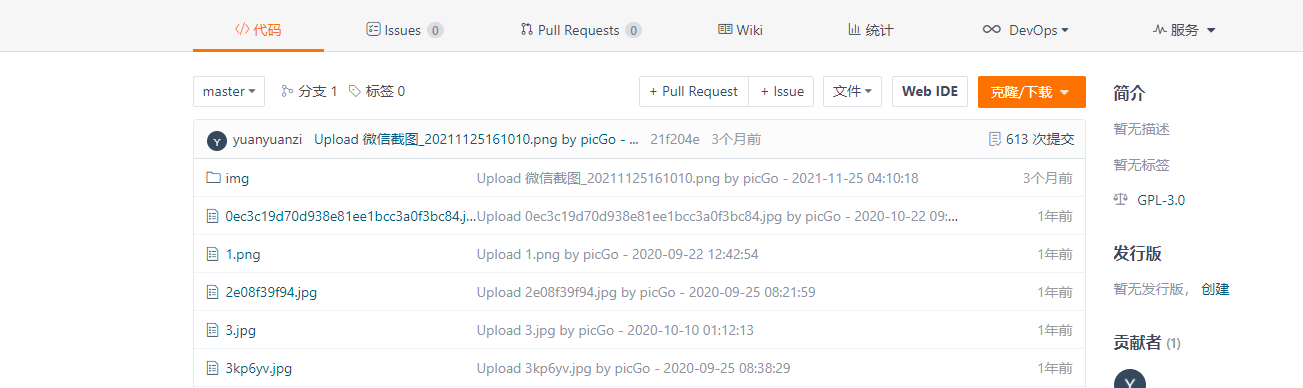 代码 Issues 0 Pull Requests 0 Wiki 统计 DevOps 服务
master 分支 1 标签 0 + Pull Request + Issue 文件 Web IDE 克隆/下载
简介
Y yuanyuanzi Upload 微信截图_20211125161010.png by picGo - ... 21f204e 3个月前 613 次提交
暂无描述
暂无标签
img Upload 微信截图_20211125161010.png by picGo - 2021-11-25 04:10:18 3个月前
GPL-3.0
0ec3c19d70d938e81ee1bcc3a0f3bc84.j... Upload 0ec3c19d70d938e81ee1bcc3a0f3bc84.jpg by picGo - 2020-10-22 09:... 1年前
1.png Upload 1.png by picGo - 2020-09-22 12:42:54 1年前
发行版
2e08f39f94.jpg Upload 2e08f39f94.jpg by picGo - 2020-09-25 08:21:59 1年前
暂无发行版， 创建
3.jpg Upload 3.jpg by picGo - 2020-10-10 01:12:13 1年前
贡献者 (1)
3kp6yv.jpg Upload 3kp6yv.jpg by picGo - 2020-09-25 08:38:29 1年前
Y